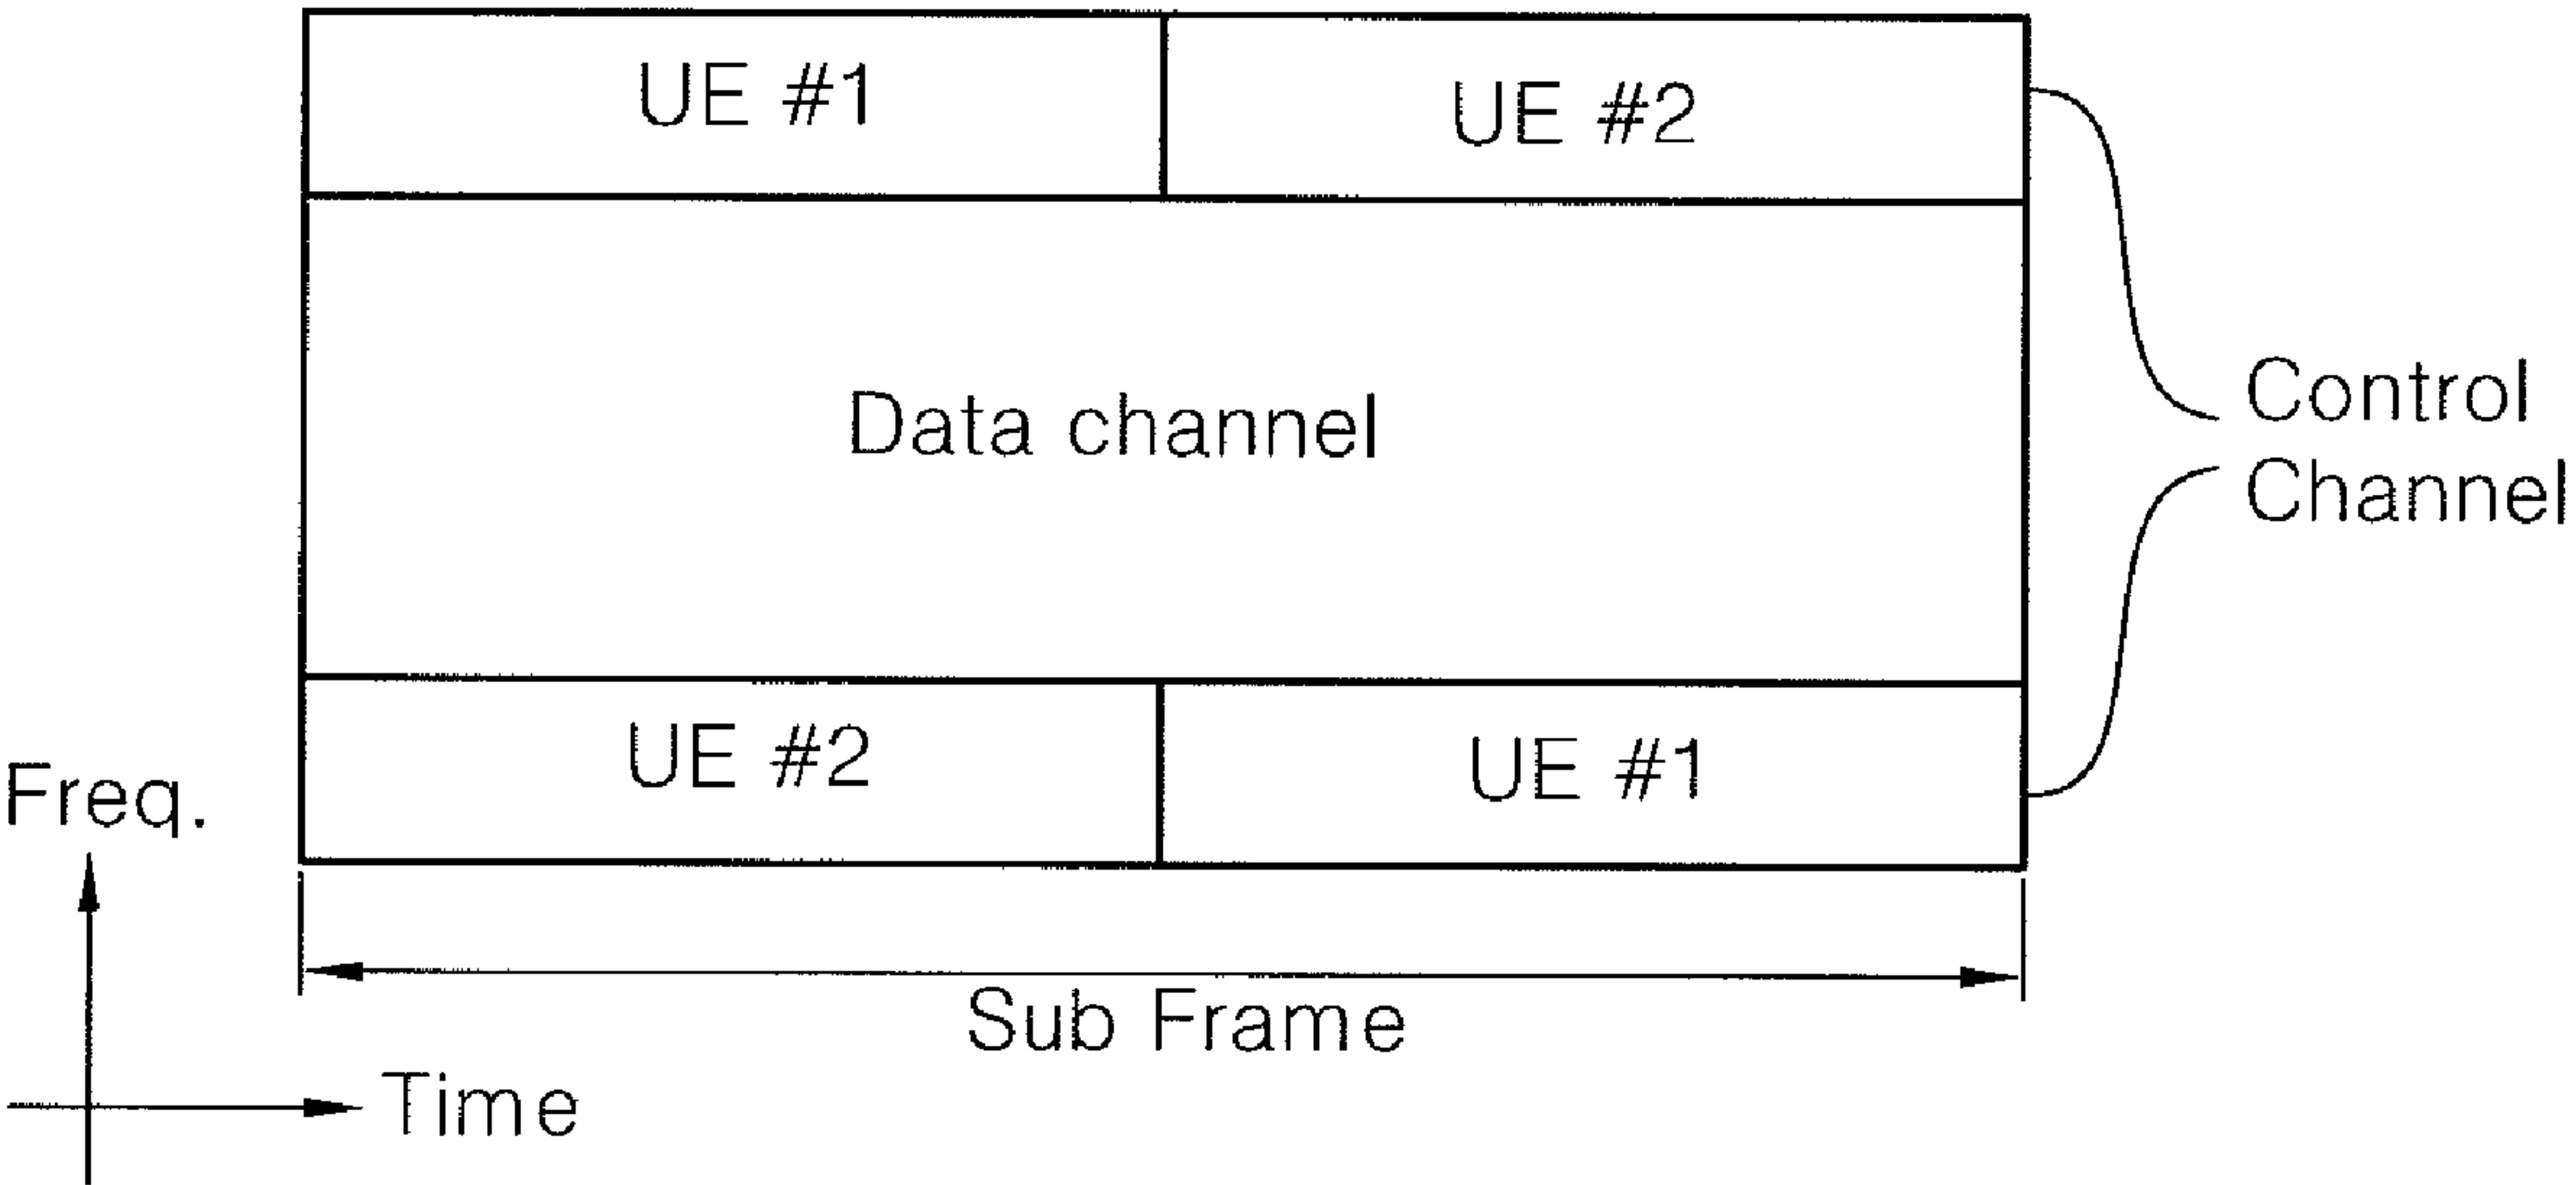 UE #1
UE #2
Data channel
Control
Channel
UE #2
UE #1
Freq.
Sub Frame
Time